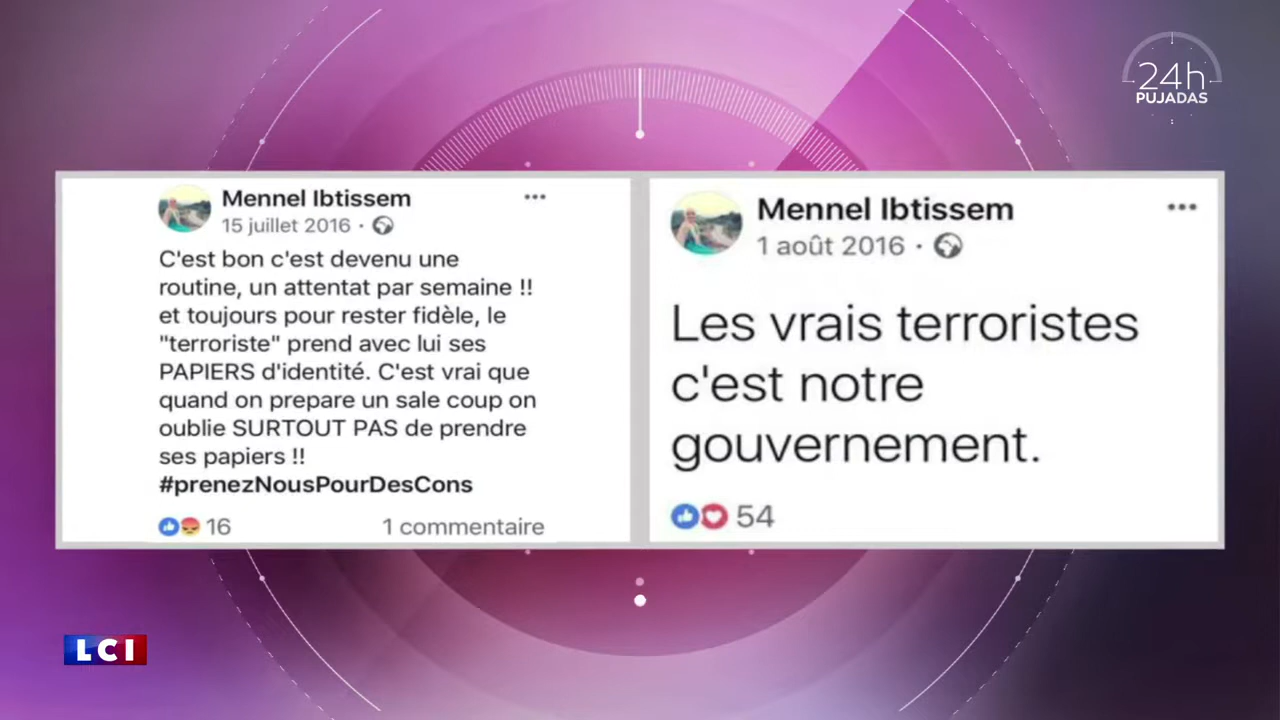 24h
PUJADAS
Mennel Ibtissem
15 juillet 2016 ·
C'est bon c'est devenu une
routine, un attentat par semaine !!
et toujours pour rester fidèle, le
"terroriste" prend avec lui ses
PAPIERS d'identité. C'est vrai que
quand on prepare un sale coup on
oublie SURTOUT PAS de prendre
ses papiers !!
#prenezNousPourDesCons
16 1 commentaire
Mennel Ibtissem
1 août 2016 ·
Les vrais terroristes
c'est notre
gouvernement.
54
LCI